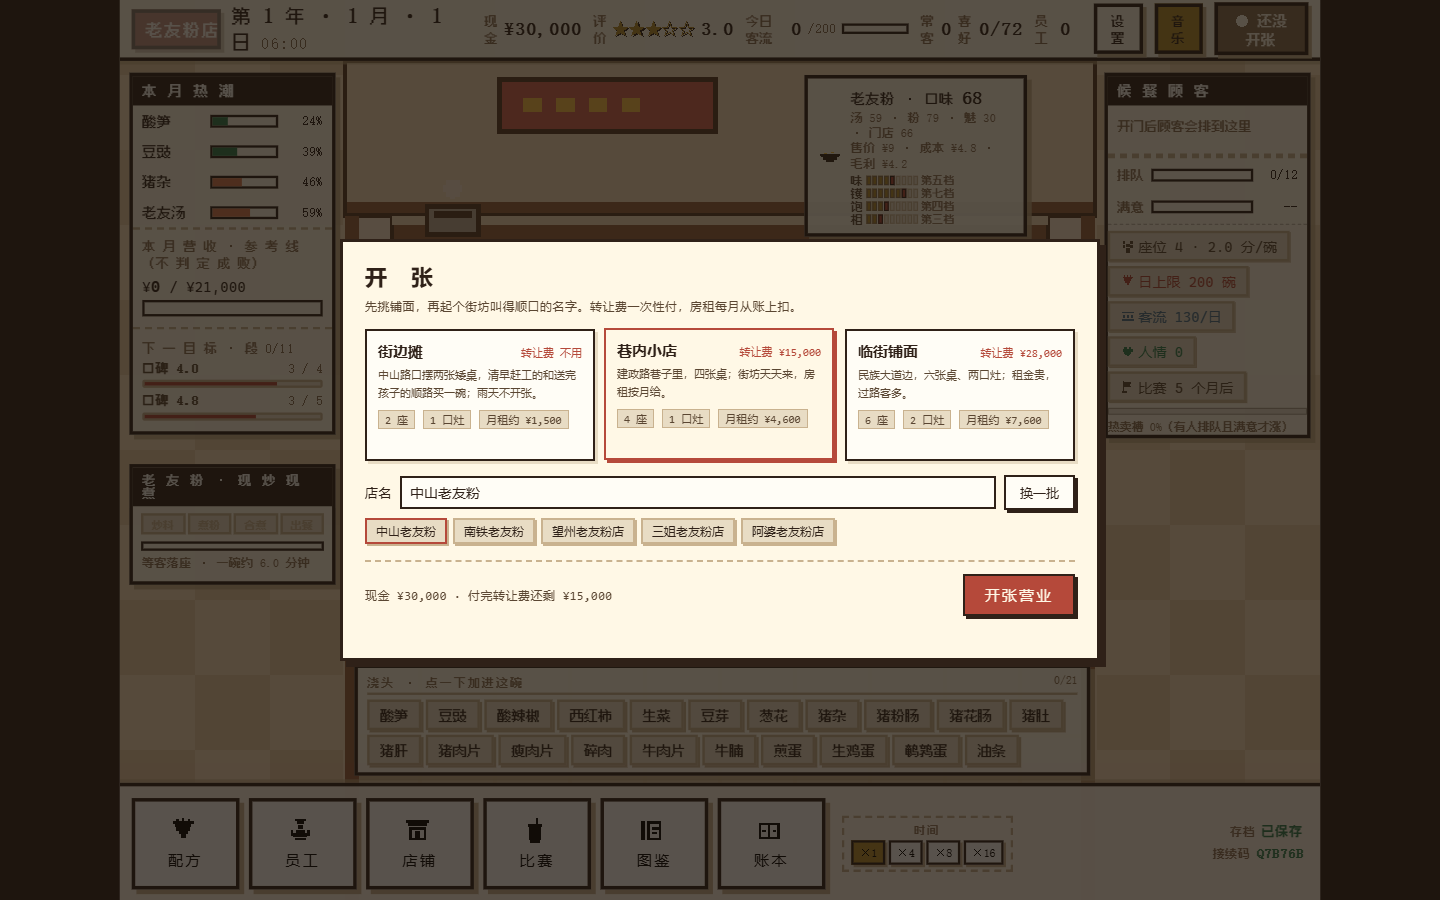 老友粉店
第 1 年 · 1 月 · 1
日 06:00
现金 ¥30,000
评价 3.0
今日客流 0 /200
常客 0
喜好 0/72
员工 0
设置
音乐
还没开张
本月热潮
酸笋 24%
豆豉 39%
猪杂 46%
老友汤 59%
本月营收 · 参考线
(不判定成败)
¥0 / ¥21,000
下一目标 · 段 0/11
口碑 4.0 3 / 4
口碑 4.8 3 / 5
老友粉 · 现炒现
煮
等客落座 · 一碗约 6.0 分钟
老友粉 · 口味 68
汤 59 · 粉 79 · 魅 30
· 门店 66
售价 ¥9 · 成本 ¥4.8 ·
毛利 ¥4.2
味 第五档
镬 第七档
饱 第四档
相 第三档
候餐顾客
开门后顾客会排到这里
排队 0/12
满意 --
座位 4 · 2.0 分/碗
日上限 200 碗
客流 130/日
人情 0
比赛 5 个月后
热卖榜 0% (有人排队且满意才涨)
开 张
先挑铺面，再起个街坊叫得顺口的名字。转让费一次性付，房租每月从账上扣。
街边摊 转让费 不用
中山路口摆两张矮桌，清早赶工的和送完
孩子的顺路买一碗；雨天不开张。
2 座 1 口灶 月租约 ¥1,500
巷内小店 转让费 ¥15,000
建政路巷子里，四张桌；街坊天天来，房
租按月给。
4 座 1 口灶 月租约 ¥4,600
临街铺面 转让费 ¥28,000
民族大道边，六张桌、两口灶；租金贵，
过路客多。
6 座 2 口灶 月租约 ¥7,600
店名 中山老友粉 换一批
中山老友粉 南铁老友粉 望州老友粉店 三姐老友粉店 阿婆老友粉店
现金 ¥30,000 · 付完转让费还剩 ¥15,000
开张营业
浇头 · 点一下加进这碗 0/21
酸笋 豆豉 酸辣椒 西红柿 生菜 豆芽 葱花 猪杂 猪粉肠 猪花肠 猪肚
猪肝 猪肉片 瘦肉片 碎肉 牛肉片 牛腩 煎蛋 生鸡蛋 鹌鹑蛋 油条
配方 员工 店铺 比赛 图鉴 账本
时间
×1 ×4 ×8 ×16
存档 已保存
接续码 Q7B76B